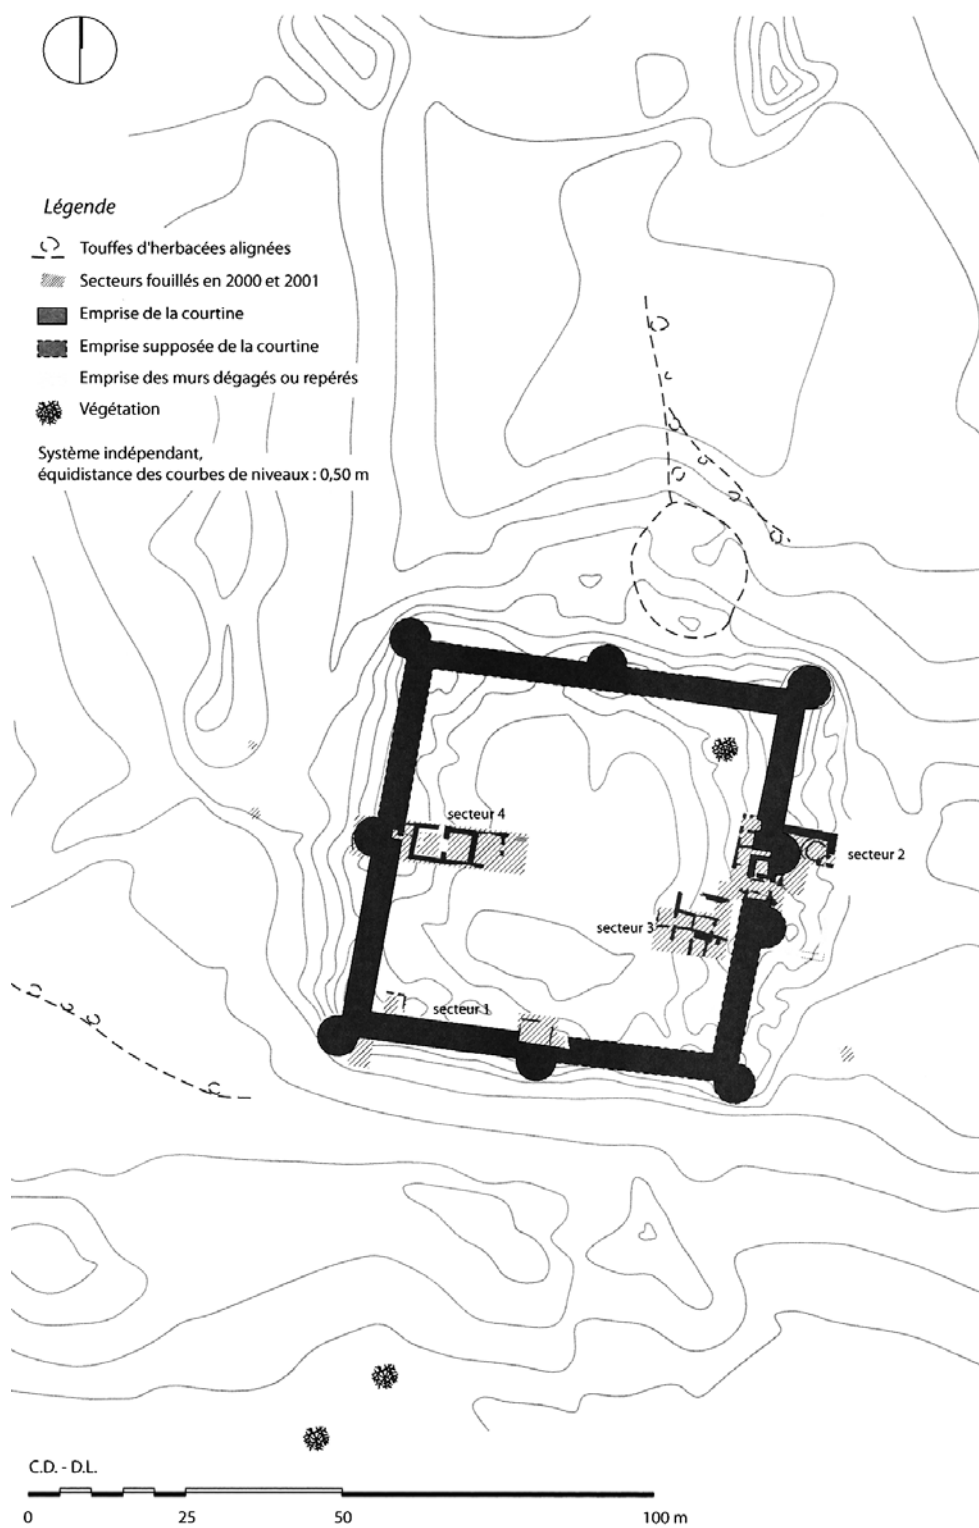 Légende
Touffes d'herbacées alignées
Secteurs fouillés en 2000 et 2001
Emprise de la courtine
Emprise supposée de la courtine
Emprise des murs dégagés ou repérés
Végétation
Système indépendant,
équidistance des courbes de niveaux : 0,50 m
secteur 4
secteur 2
secteur 3
secteur 1
C.D. - D.L.
0 25 50 100 m